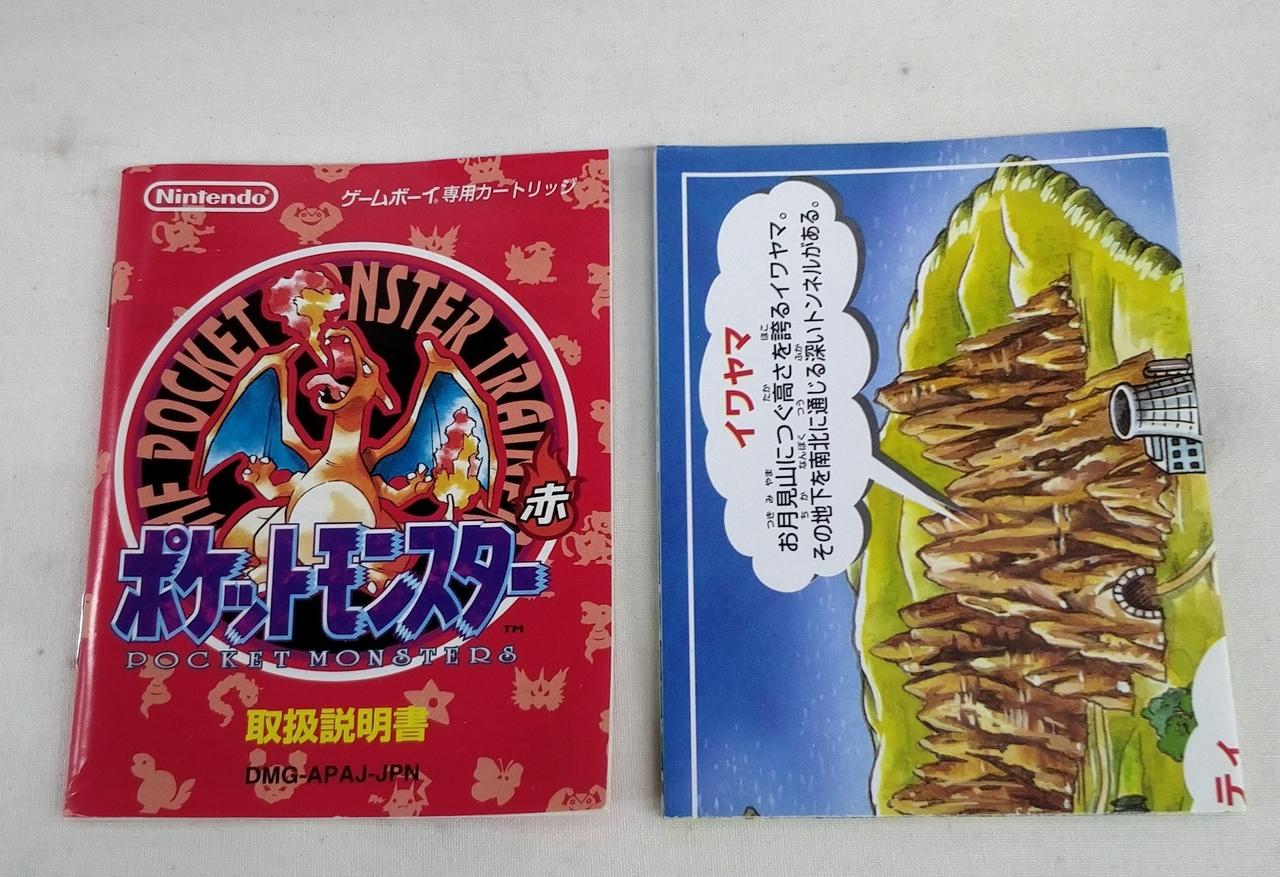 Nintendo
ゲームボーイ®専用カートリッジ
POCKET MONSTER
赤
ポケットモンスター
TM
POCKET MONSTERS
取扱説明書
DMG-APAJ-JPN
イワヤマ
お月見山につぐ高さを誇るイワヤマ。
その地下を南北に通じる深いトンネルがある。